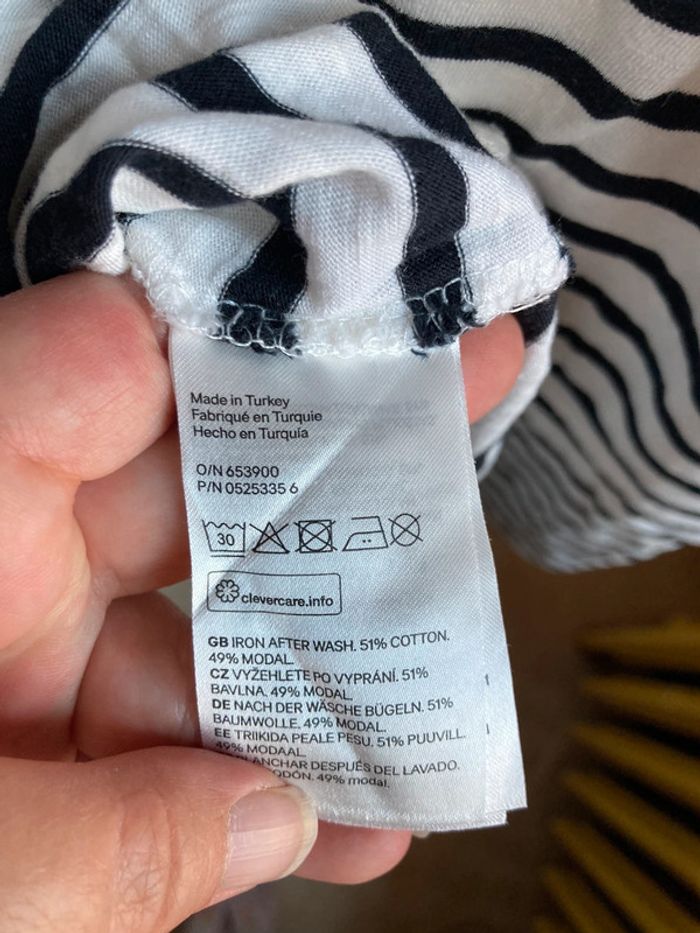 Made in Turkey
Fabriqué en Turquie
Hecho en Turquía
O/N 653900
P/N 0525335 6
30
clevercare.info
GB IRON AFTER WASH. 51% COTTON.
49% MODAL.
CZ VYŽEHLETE PO VYPRÁNÍ. 51%
BAVLNA. 49% MODAL.
DE NACH DER WÄSCHE BÜGELN. 51%
BAUMWOLLE. 49% MODAL.
EE TRIIKIDA PEALE PESU. 51% PUUVILL.
49% MODAAL.
DESPUÉS DEL LAVADO.
49% modal.